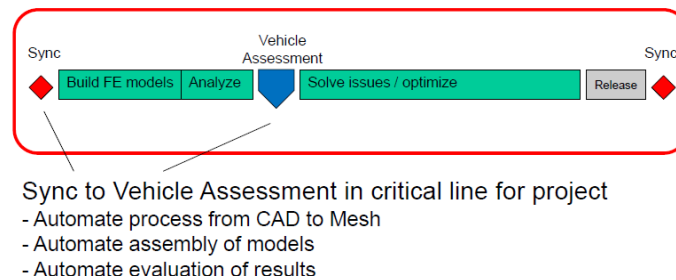 Vehicle
Sync Assessment Sync
Build FE models Analyze Solve issues / optimize Release
Sync to Vehicle Assessment in critical line for project
- Automate process from CAD to Mesh
- Automate assembly of models
- Automate evaluation of results